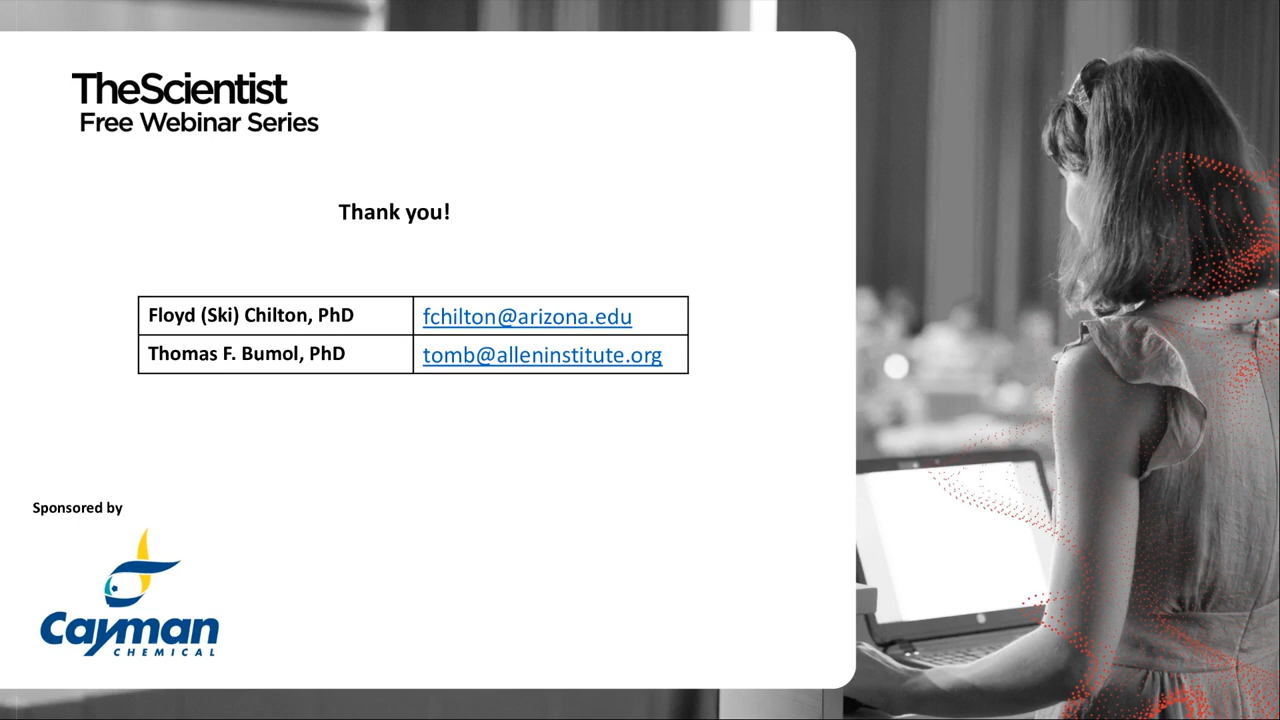 TheScientist
Free Webinar Series
Thank you!
Floyd (Ski) Chilton, PhD fchilton@arizona.edu
Thomas F. Bumol, PhD tomb@alleninstitute.org
Sponsored by
Cayman
CHEMICAL